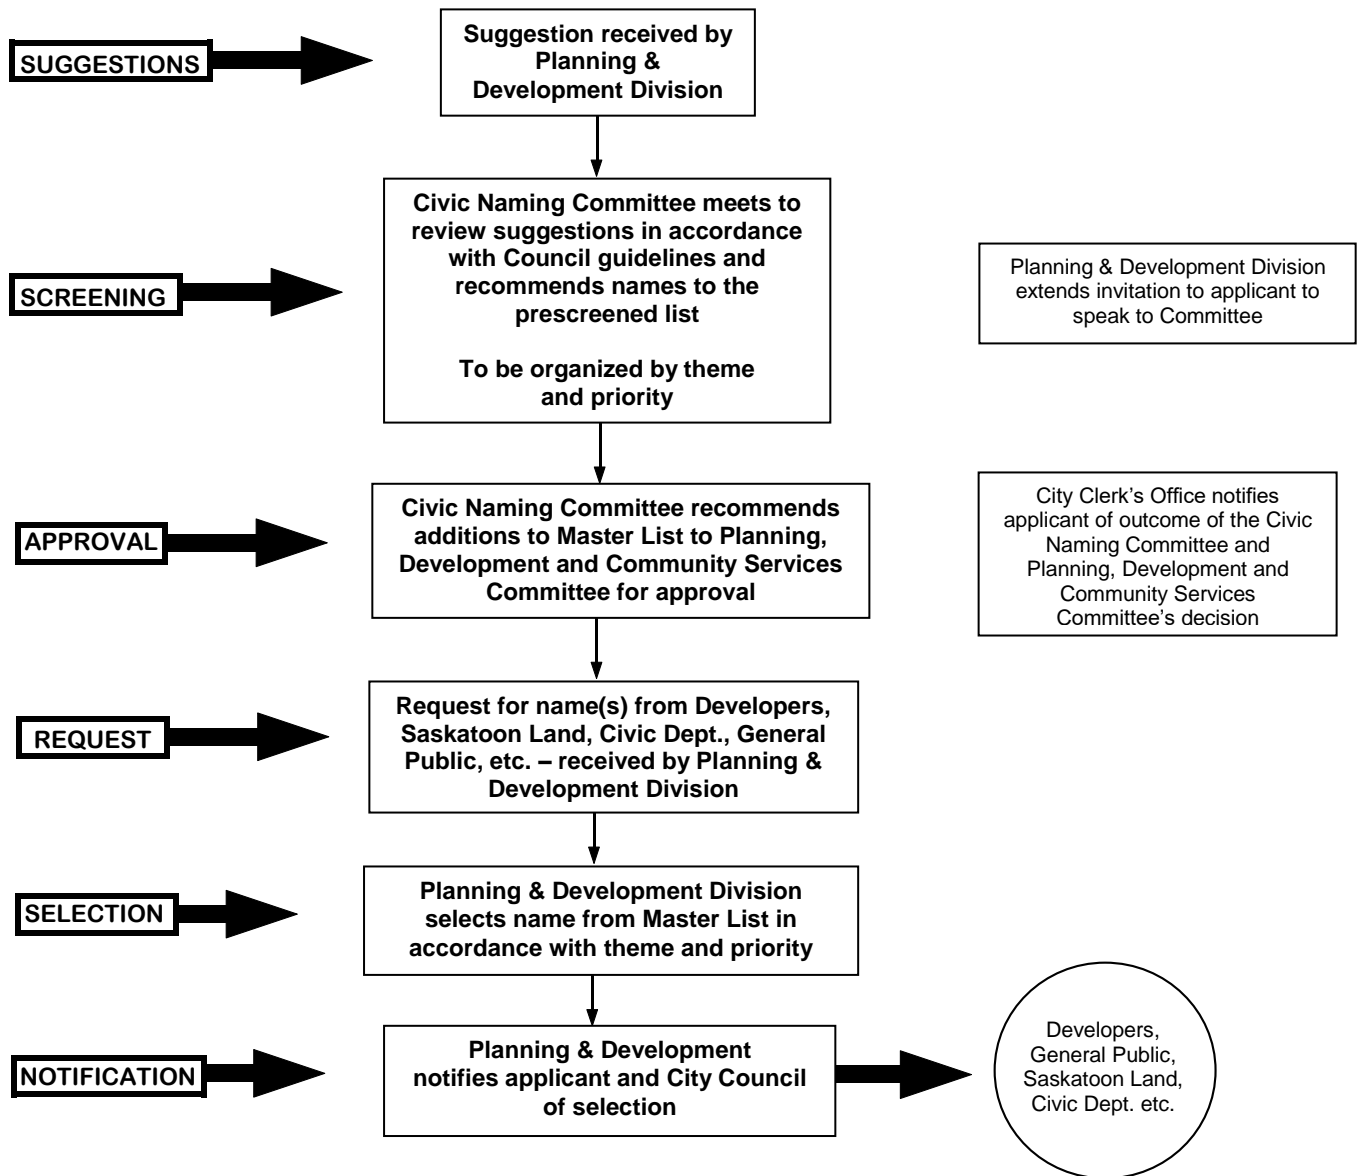 SUGGESTIONS
Suggestion received by
Planning &
Development Division
SCREENING
Civic Naming Committee meets to
review suggestions in accordance
with Council guidelines and
recommends names to the
prescreened list
To be organized by theme
and priority
Planning & Development Division
extends invitation to applicant to
speak to Committee
APPROVAL
Civic Naming Committee recommends
additions to Master List to Planning,
Development and Community Services
Committee for approval
City Clerk’s Office notifies
applicant of outcome of the Civic
Naming Committee and
Planning, Development and
Community Services
Committee’s decision
REQUEST
Request for name(s) from Developers,
Saskatoon Land, Civic Dept., General
Public, etc. – received by Planning &
Development Division
SELECTION
Planning & Development Division
selects name from Master List in
accordance with theme and priority
NOTIFICATION
Planning & Development
notifies applicant and City Council
of selection
Developers,
General Public,
Saskatoon Land,
Civic Dept. etc.